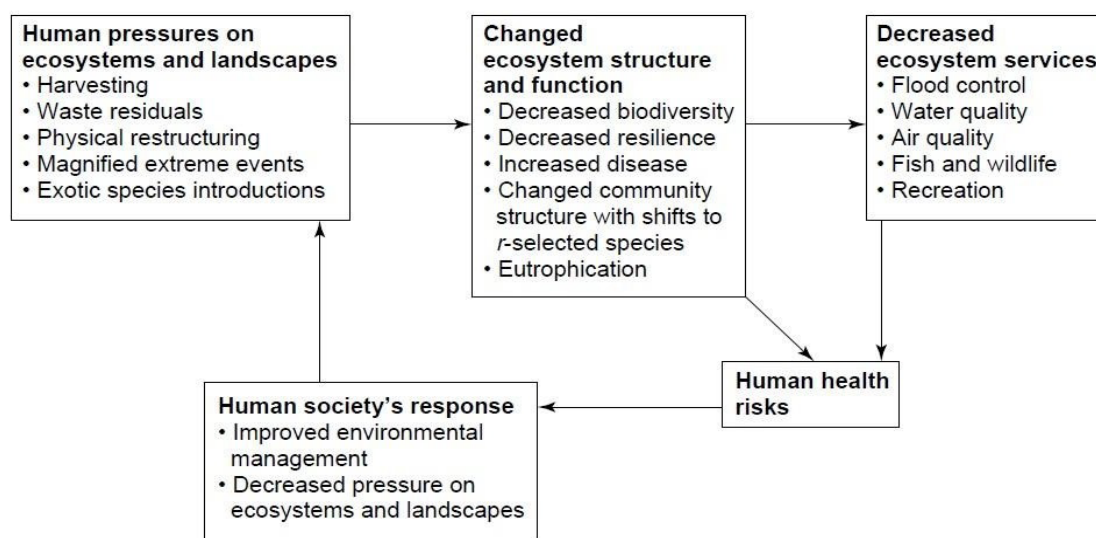 Human pressures on
ecosystems and landscapes
• Harvesting
• Waste residuals
• Physical restructuring
• Magnified extreme events
• Exotic species introductions
Changed
ecosystem structure
and function
• Decreased biodiversity
• Decreased resilience
• Increased disease
• Changed community
structure with shifts to
r-selected species
• Eutrophication
Decreased
ecosystem services
• Flood control
• Water quality
• Air quality
• Fish and wildlife
• Recreation
Human health
risks
Human society’s response
• Improved environmental
management
• Decreased pressure on
ecosystems and landscapes